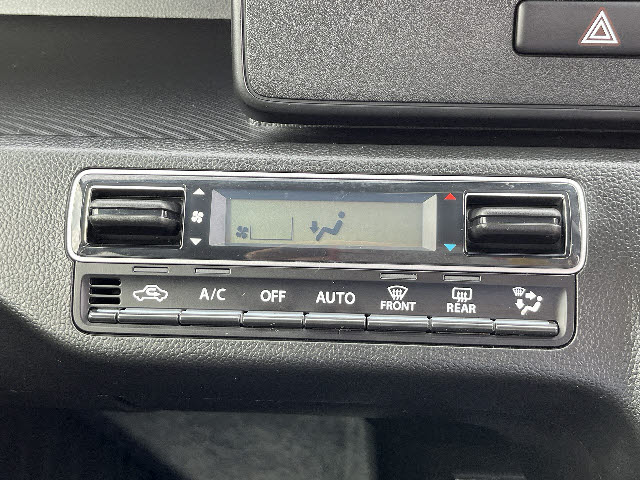 A/C OFF AUTO FRONT REAR